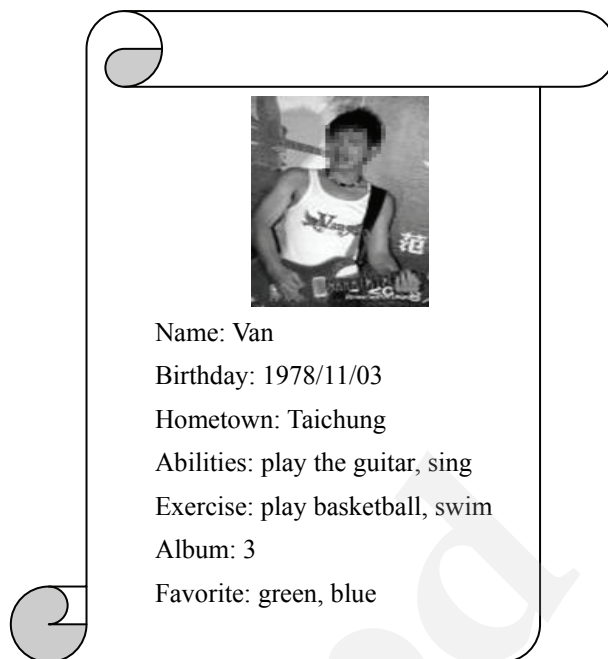 范
Name: Van
Birthday: 1978/11/03
Hometown: Taichung
Abilities: play the guitar, sing
Exercise: play basketball, swim
Album: 3
Favorite: green, blue